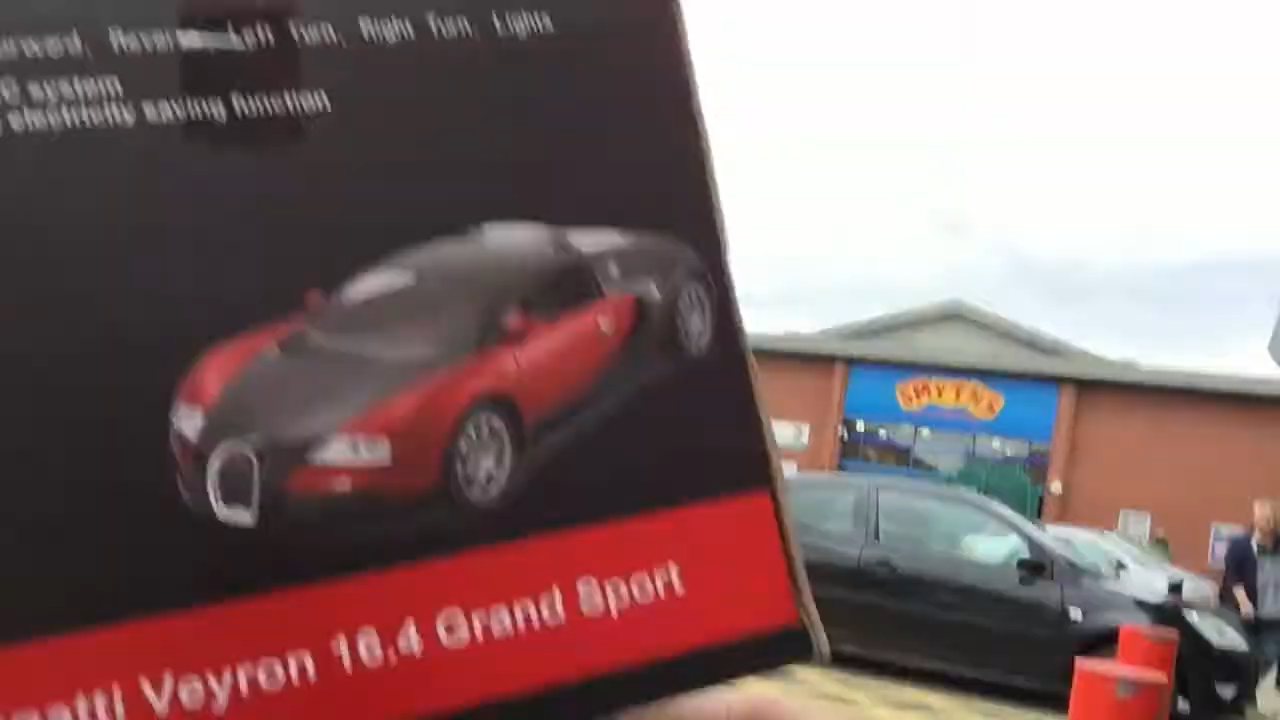 Reverse, Left Turn, Right Turn, Lights
system
electricity saving function
SMYTHS
Veyron 16.4 Grand Sport